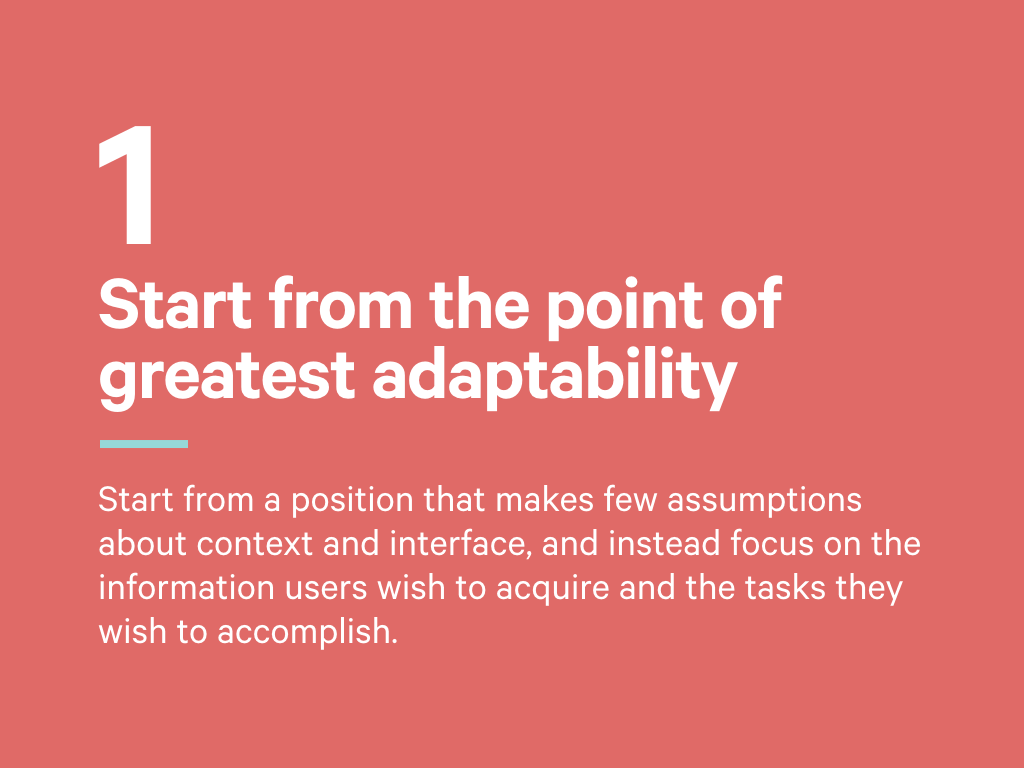 1
Start from the point of
greatest adaptability
Start from a position that makes few assumptions
about context and interface, and instead focus on the
information users wish to acquire and the tasks they
wish to accomplish.